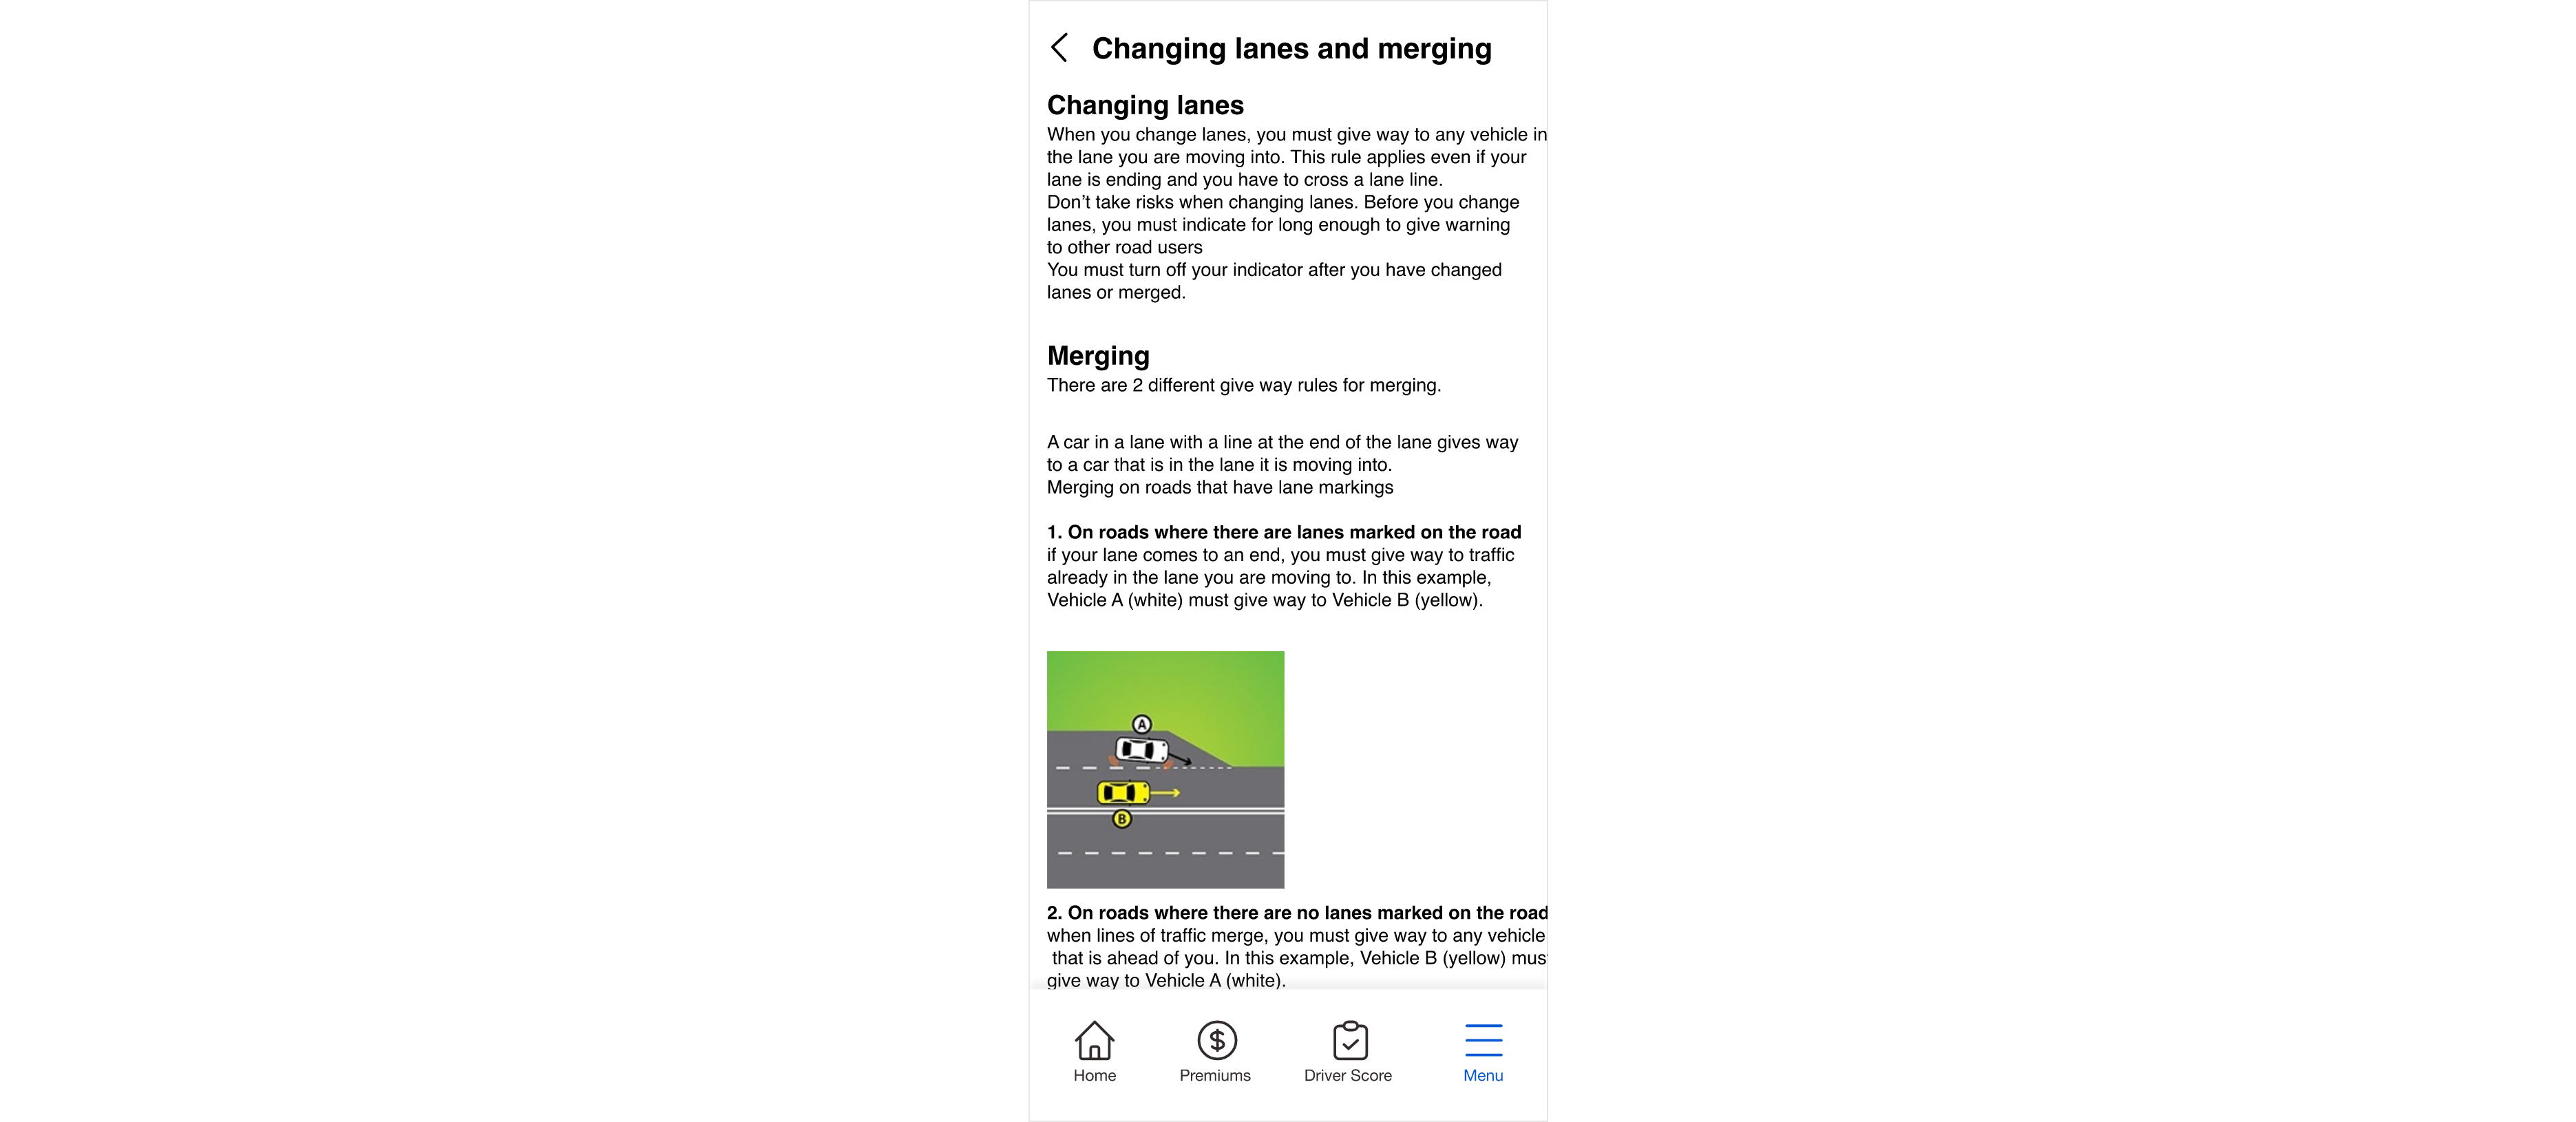 Changing lanes and merging
Changing lanes
When you change lanes, you must give way to any vehicle in
the lane you are moving into. This rule applies even if your
lane is ending and you have to cross a lane line.
Don’t take risks when changing lanes. Before you change
lanes, you must indicate for long enough to give warning
to other road users
You must turn off your indicator after you have changed
lanes or merged.
Merging
There are 2 different give way rules for merging.
A car in a lane with a line at the end of the lane gives way
to a car that is in the lane it is moving into.
Merging on roads that have lane markings
1. On roads where there are lanes marked on the road
if your lane comes to an end, you must give way to traffic
already in the lane you are moving to. In this example,
Vehicle A (white) must give way to Vehicle B (yellow).
A
B
2. On roads where there are no lanes marked on the road
when lines of traffic merge, you must give way to any vehicle
that is ahead of you. In this example, Vehicle B (yellow) mus
give way to Vehicle A (white).
Home
Premiums
Driver Score
Menu